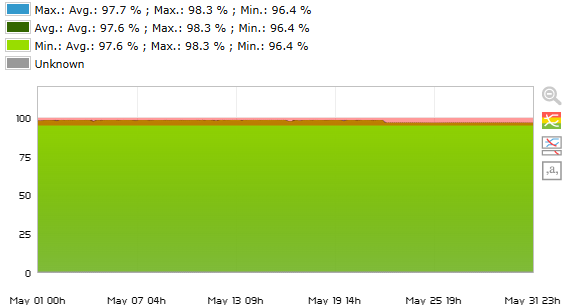 Max.: Avg.: 97.7 % ; Max.: 98.3 % ; Min.: 96.4 %
Avg.: Avg.: 97.6 % ; Max.: 98.3 % ; Min.: 96.4 %
Min.: Avg.: 97.6 % ; Max.: 98.3 % ; Min.: 96.4 %
Unknown
100
75
50
25
0
May 01 00h May 07 04h May 13 09h May 19 14h May 25 19h May 31 23h
,a,